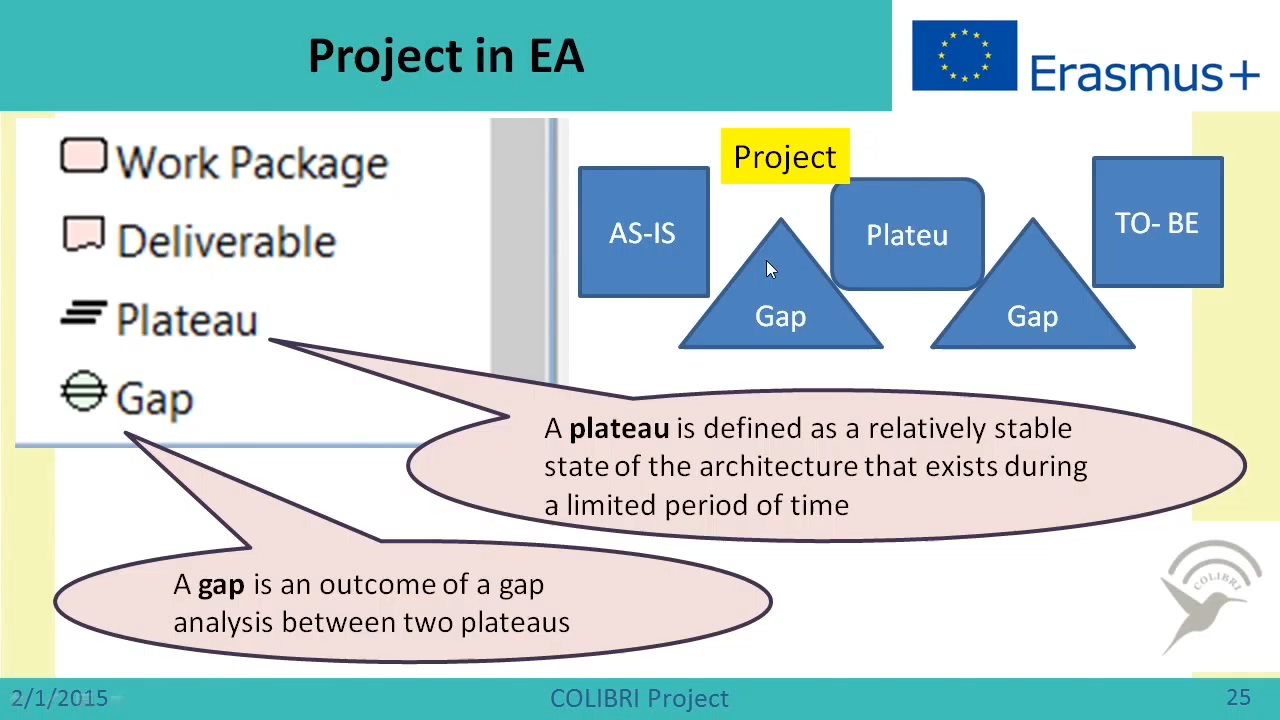 Project in EA
Erasmus+
Work Package
Deliverable
Plateau
Gap
Project
AS-IS
Gap
Plateu
Gap
TO- BE
A plateau is defined as a relatively stable
state of the architecture that exists during
a limited period of time
A gap is an outcome of a gap
analysis between two plateaus
COLIBRI
2/1/2015
COLIBRI Project
25